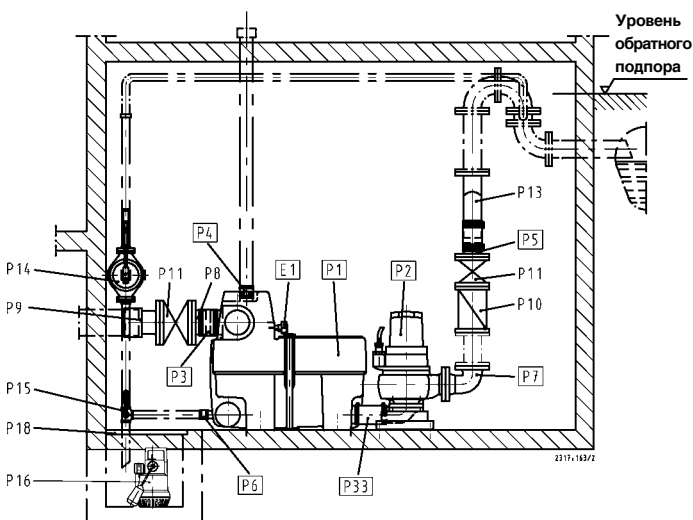 Уровень
обратного
подпора
P13
P4
P5
P14
P11
P8
E1
P1
P2
P11
P9
P10
P3
P7
P15
P18
2317.163/2
P16
P6
P33